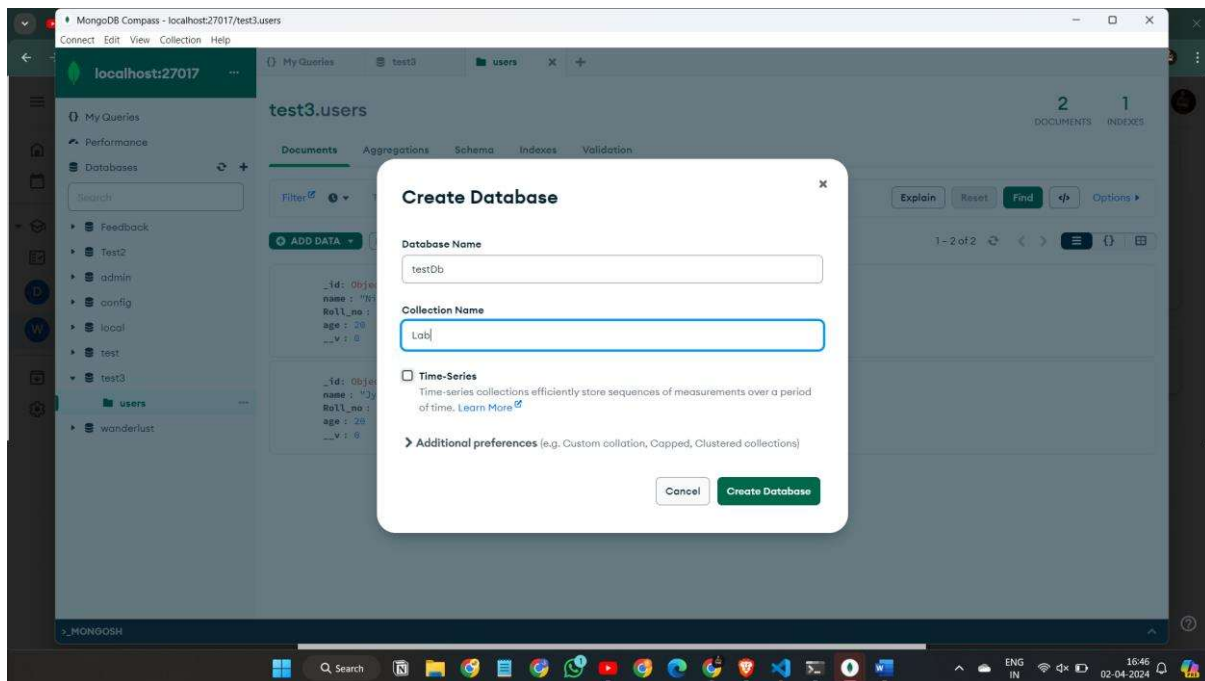 MongoDB Compass - localhost:27017/test3.users
Connect Edit View Collection Help
localhost:27017
{} My Queries
test3
users
My Queries
Performance
Databases
Search
Feedback
Test2
admin
config
local
test
test3
users
wanderlust
>_MONGOSH
test3.users
2
DOCUMENTS
1
INDEXES
Documents Aggregations Schema Indexes Validation
Filter
Explain Reset Find </> Options
ADD DATA
1-2 of 2
{}
_id: Obje
name : "Ni
Roll_no :
age : 20
__v : 0
_id: Obje
name : "Jy
Roll_no :
age : 20
__v : 0
Create Database
Database Name
testDb
Collection Name
Lab
Time-Series
Time-series collections efficiently store sequences of measurements over a period
of time. Learn More
Additional preferences (e.g. Custom collation, Capped, Clustered collections)
Cancel Create Database
D
W
Search
ENG
IN
16:46
02-04-2024